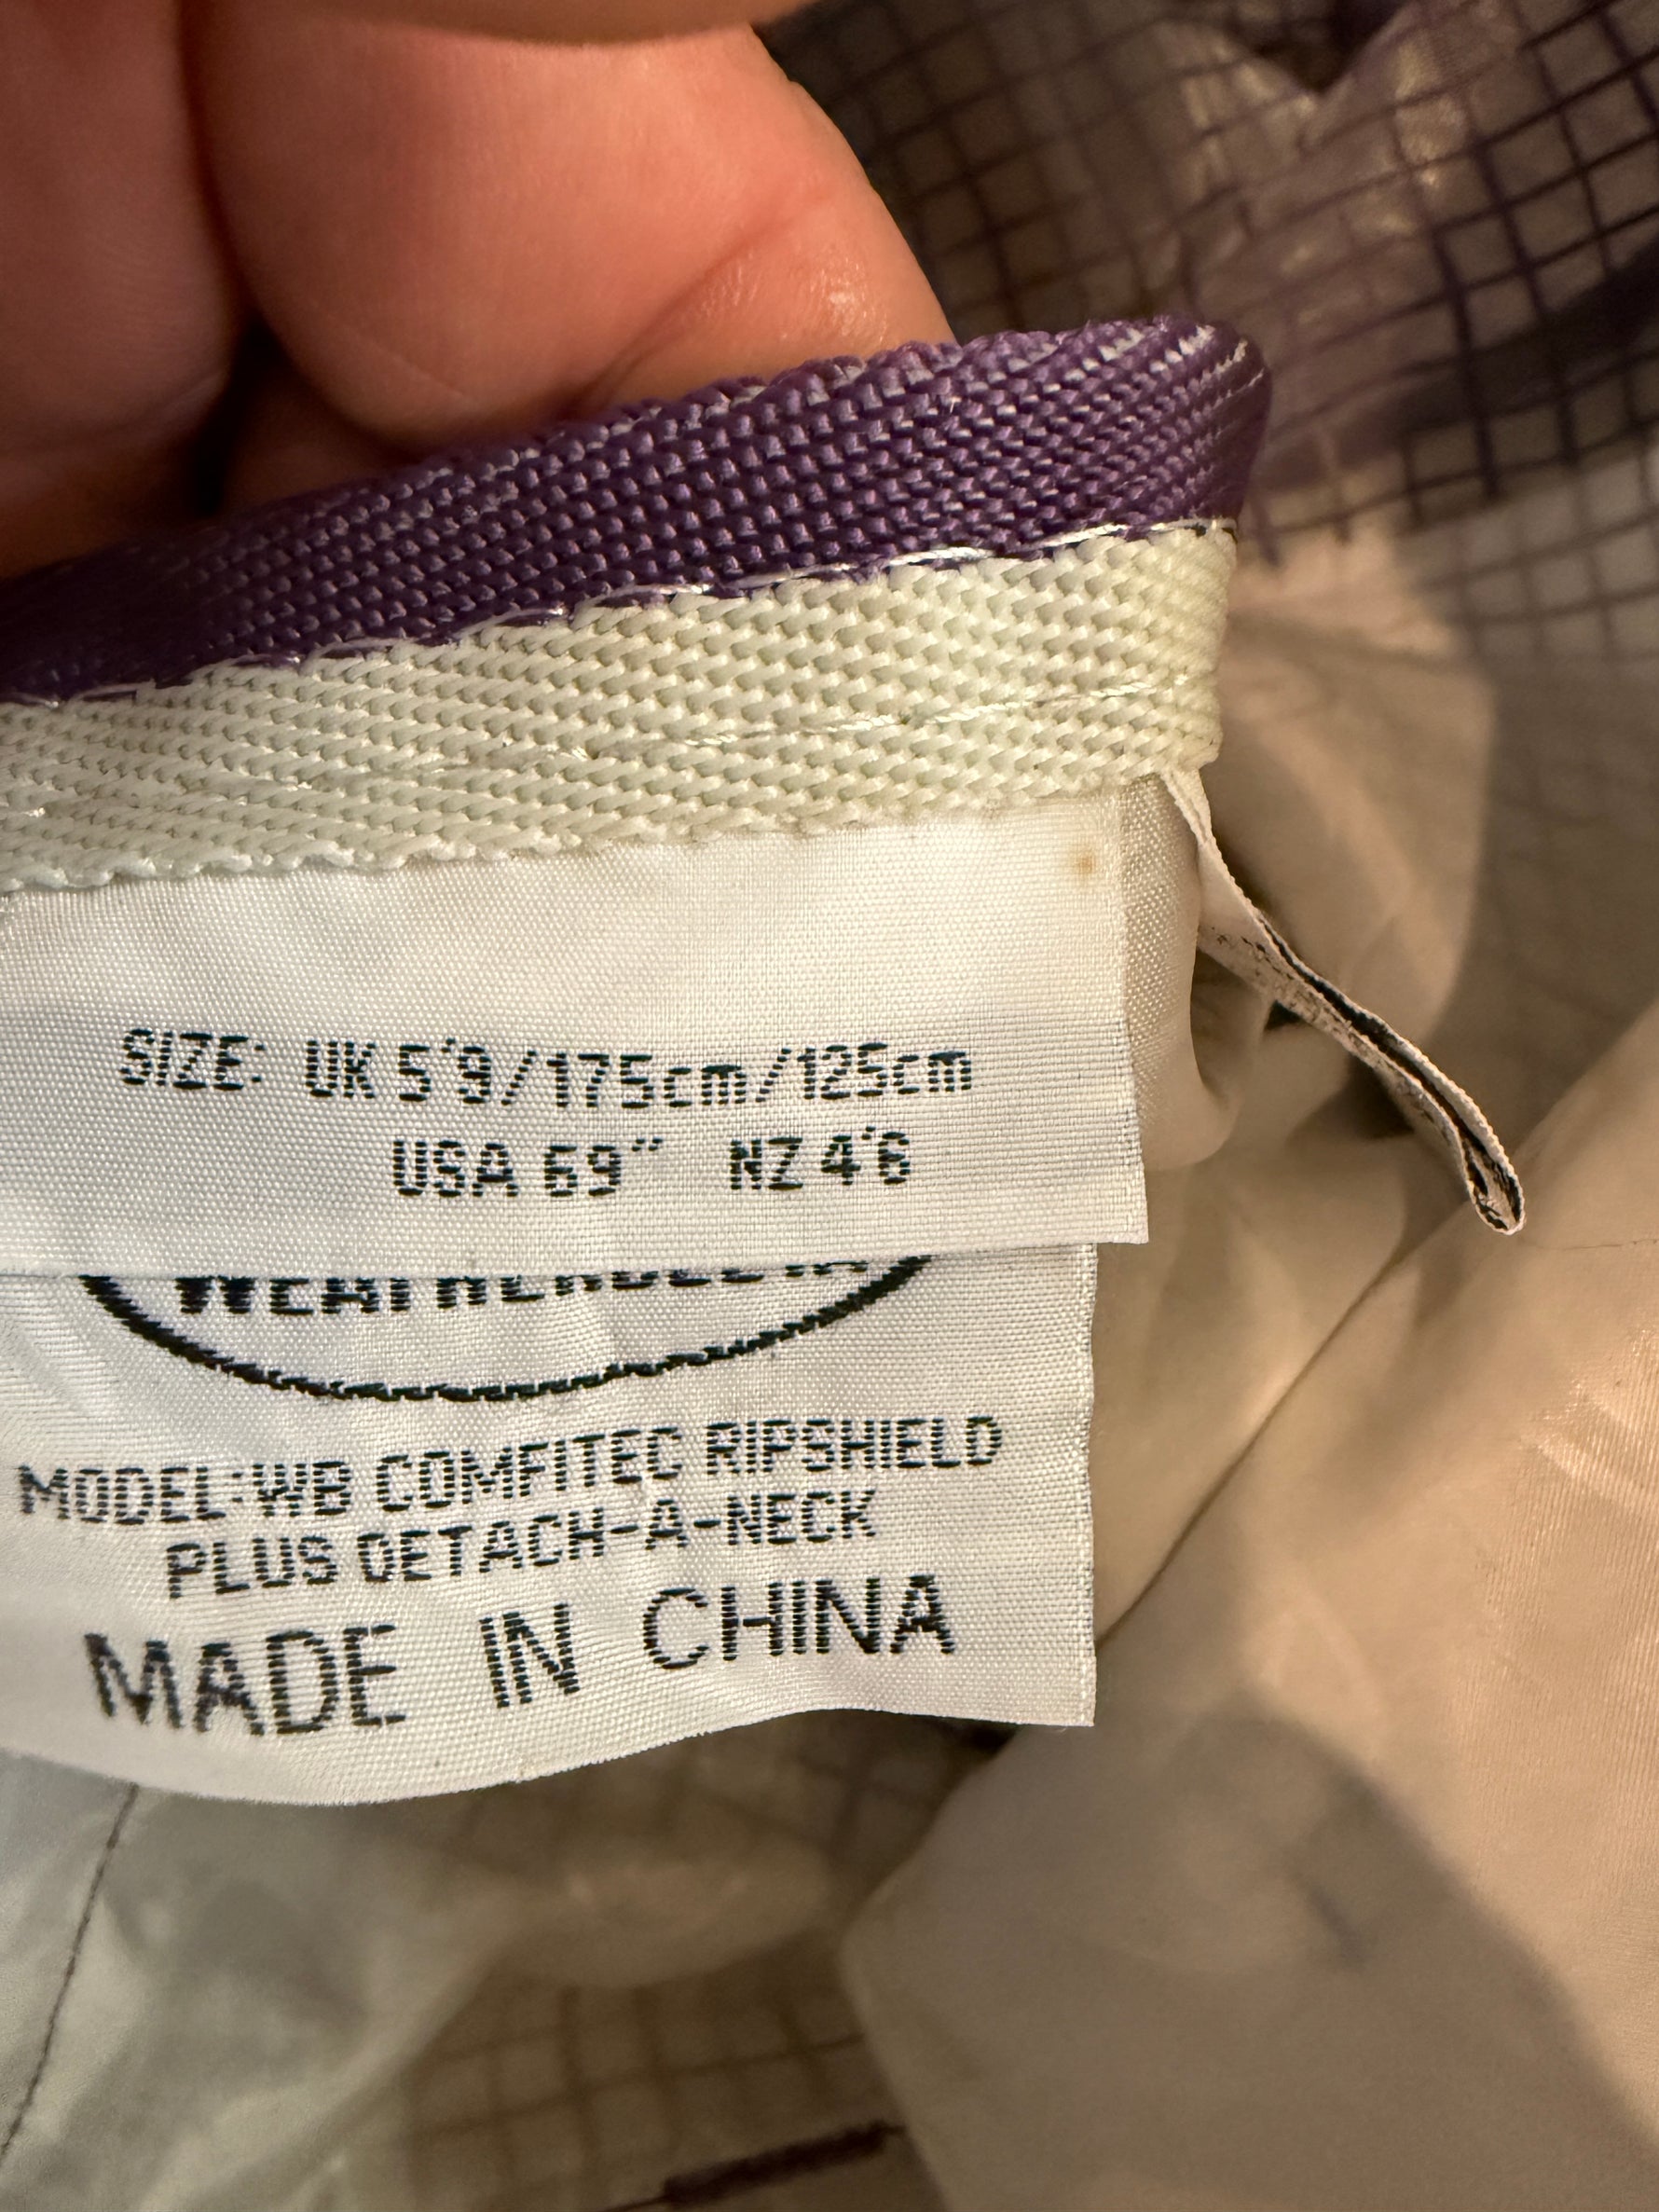 SIZE: UK 5'9/175cm/125cm
USA 69" NZ 4'6
WEATHERBEETA
MODEL:WB COMFITEC RIPSHIELD
PLUS DETACH-A-NECK
MADE IN CHINA